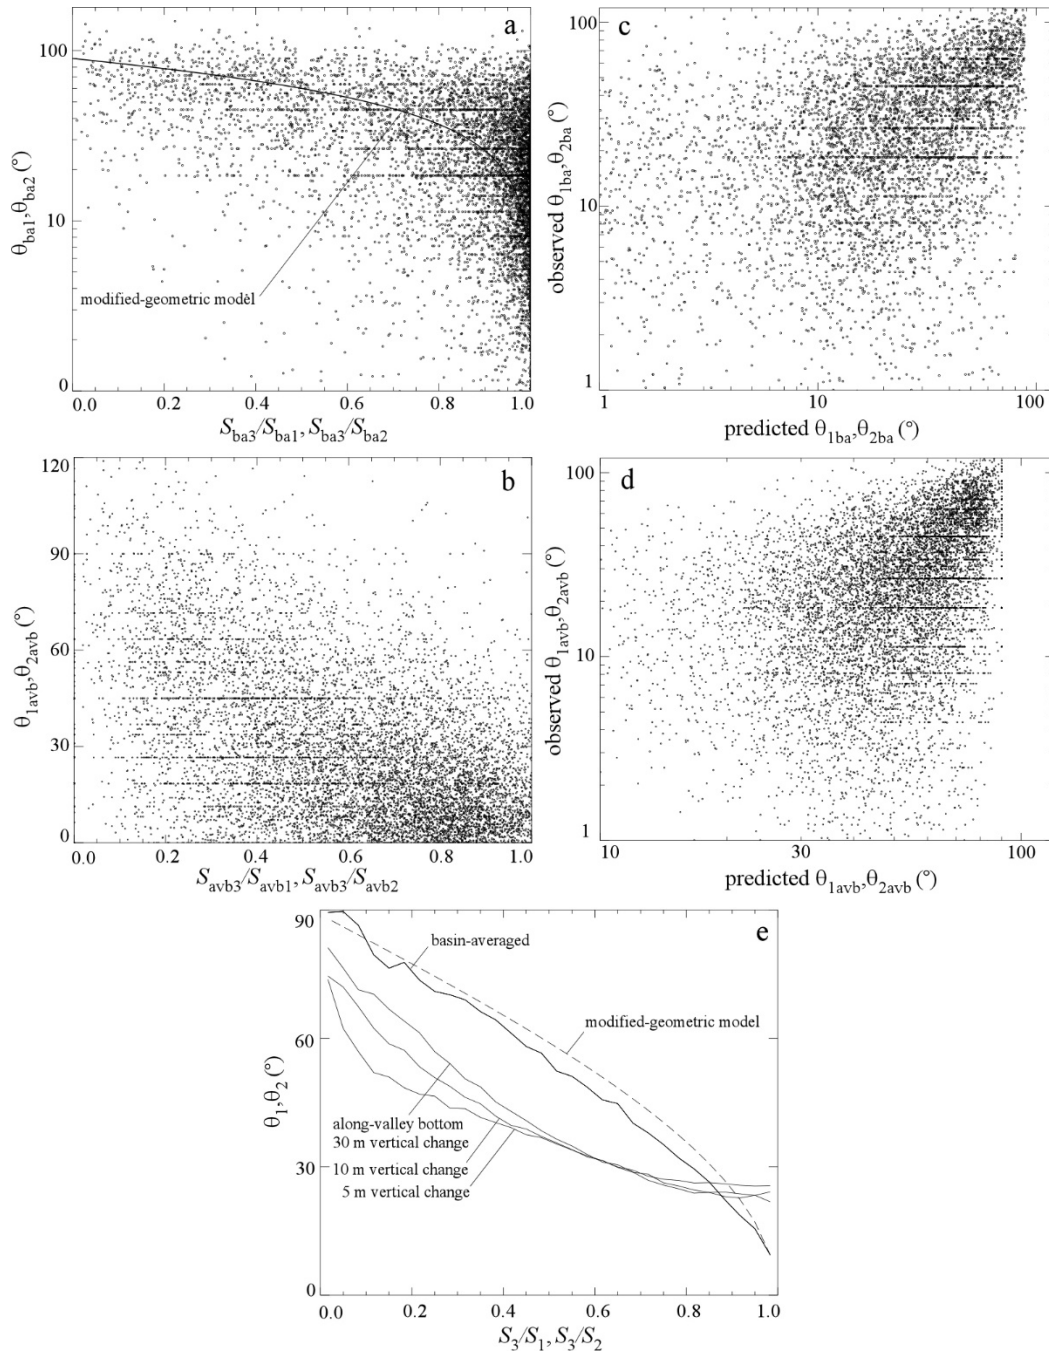 a
100
10
0
θba1,θba2 (°)
modified-geometric model
0.0 0.2 0.4 0.6 0.8 1.0
Sba3/Sba1, Sba3/Sba2
c
100
10
1
observed θ1ba,θ2ba (°)
1 10 100
predicted θ1ba,θ2ba (°)
b
120
90
60
30
0
θ1avb,θ2avb (°)
0.0 0.2 0.4 0.6 0.8 1.0
Savb3/Savb1, Savb3/Savb2
d
100
10
1
observed θ1avb,θ2avb (°)
10 30 100
predicted θ1avb,θ2avb (°)
e
90
60
30
0
θ1,θ2 (°)
basin-averaged
modified-geometric model
along-valley bottom
30 m vertical change
10 m vertical change
5 m vertical change
0.0 0.2 0.4 0.6 0.8 1.0
S3/S1, S3/S2